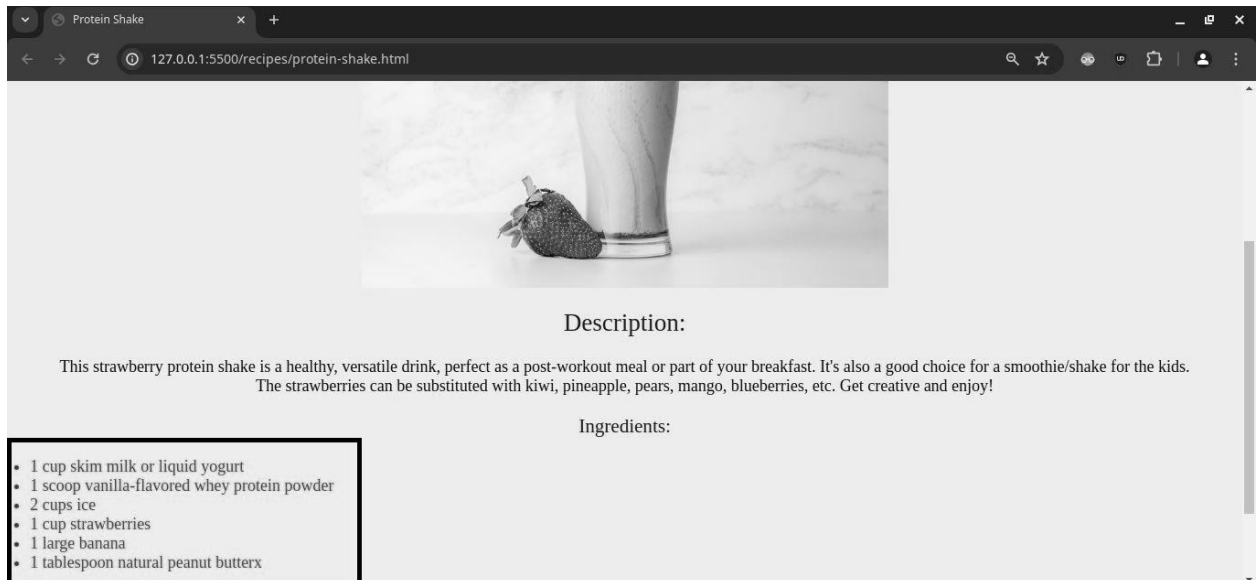 Protein Shake
127.0.0.1:5500/recipes/protein-shake.html
Description:
This strawberry protein shake is a healthy, versatile drink, perfect as a post-workout meal or part of your breakfast. It's also a good choice for a smoothie/shake for the kids.
The strawberries can be substituted with kiwi, pineapple, pears, mango, blueberries, etc. Get creative and enjoy!
Ingredients:
1 cup skim milk or liquid yogurt
1 scoop vanilla-flavored whey protein powder
2 cups ice
1 cup strawberries
1 large banana
1 tablespoon natural peanut butterx